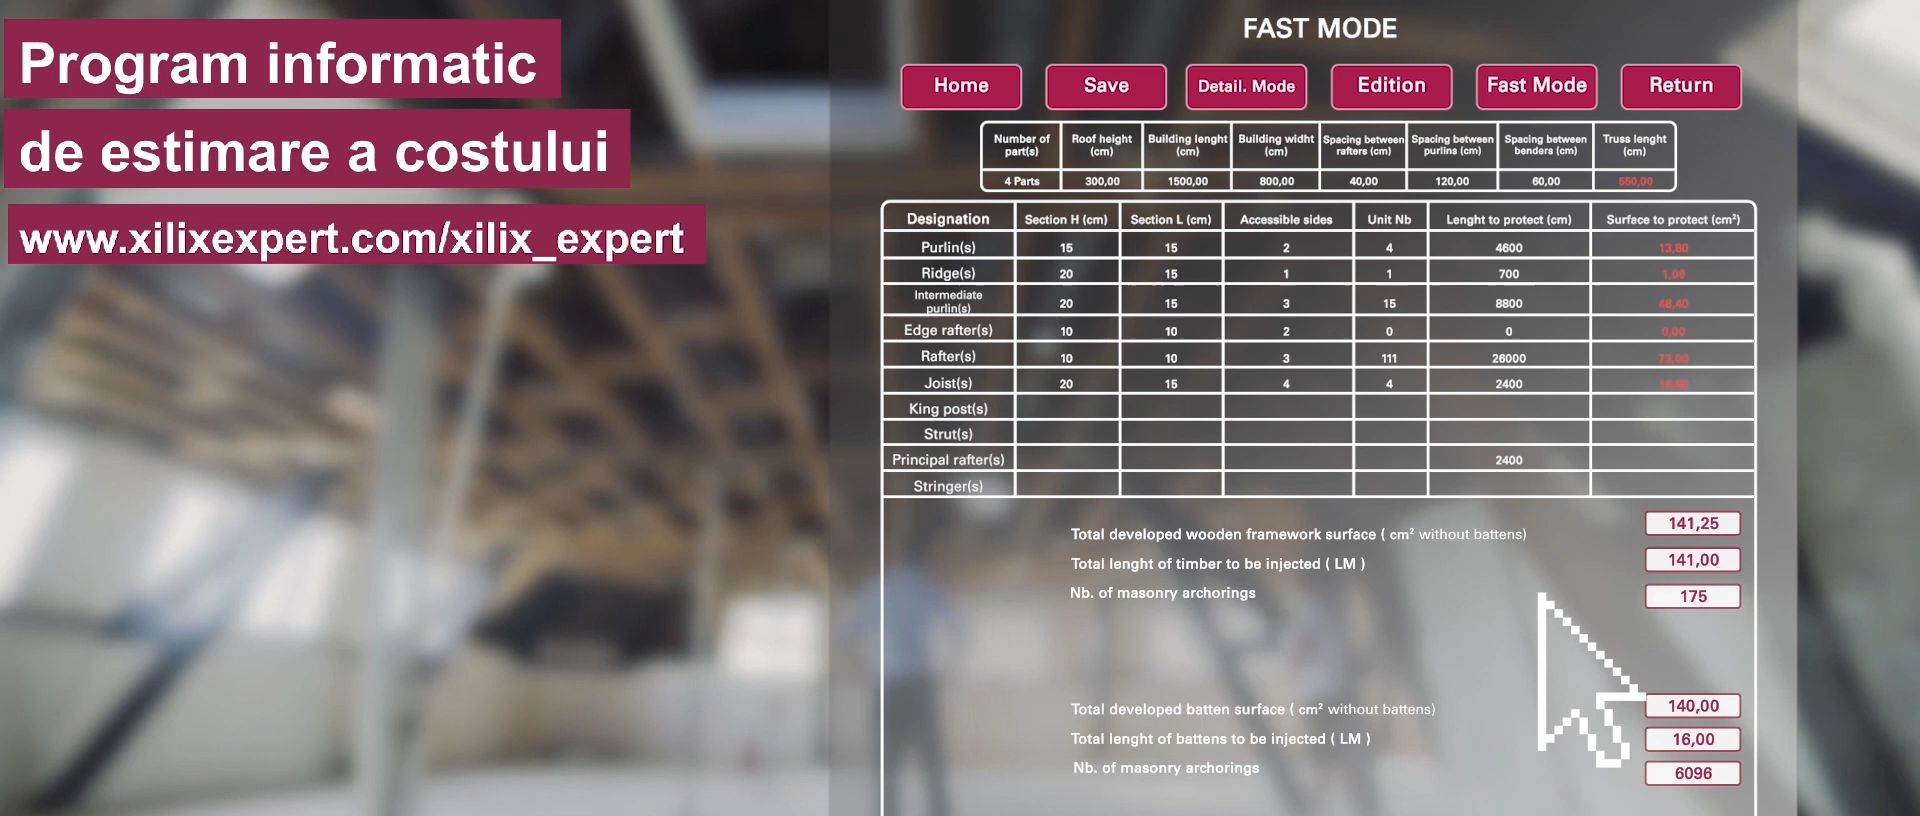 Program informatic
de estimare a costului
www.xilixexpert.com/xilix_expert
FAST MODE
Home Save Detail. Mode Edition Fast Mode Return
Number of part(s) Roof height (cm) Building lenght (cm) Building widht (cm) Spacing between rafters (cm) Spacing between purlins (cm) Spacing between benders (cm) Truss lenght (cm)
4 Parts 300,00 1500,00 800,00 40,00 120,00 60,00 550,00
Designation Section H (cm) Section L (cm) Accessible sides Unit Nb Lenght to protect (cm) Surface to protect (cm²)
Purlin(s) 15 15 2 4 4600 13,80
Ridge(s) 20 15 1 1 700
Intermediate purlin(s) 20 15 3 15 8800 48,40
Edge rafter(s) 10 10 2 0 0 0,00
Rafter(s) 10 10 3 111 26000
Joist(s) 20 15 4 4 2400
King post(s)
Strut(s)
Principal rafter(s) 2400
Stringer(s)
Total developed wooden framework surface ( cm² without battens) 141,25
Total lenght of timber to be injected ( LM ) 141,00
Nb. of masonry archorings 175
Total developed batten surface ( cm² without battens) 140,00
Total lenght of battens to be injected ( LM ) 16,00
Nb. of masonry archorings 6096